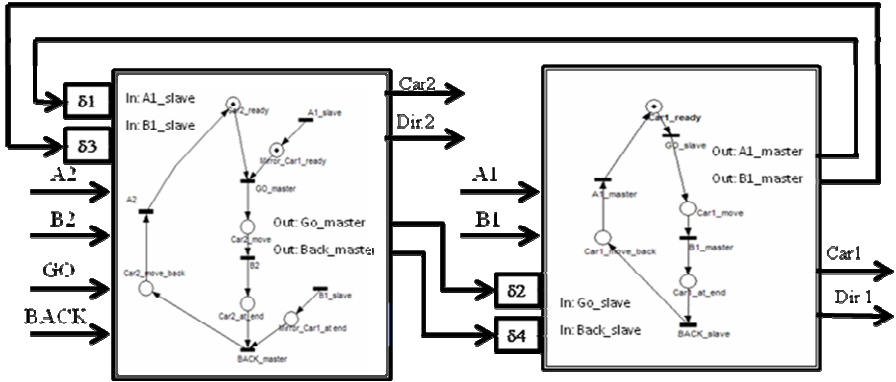 δ1
δ3
A2
B2
GO
BACK
In: A1_slave
In: B1_slave
Car2_ready
A1_slave
Mirror_Car1_ready
GO_master
A2
Car2_move
B2
Car2_move_back
Car2_at_end
B1_slave
Mirror_Car1_at end
BACK_master
Out: Go_master
Out: Back_master
Car2
Dir.2
A1
B1
δ2
δ4
In: Go_slave
In: Back_slave
Car1_ready
GO_slave
Out: A1_master
Out: B1_master
A1_master
Car1_move
Car1_move_back
B1_master
Car1_at_end
BACK_slave
Car1
Dir 1